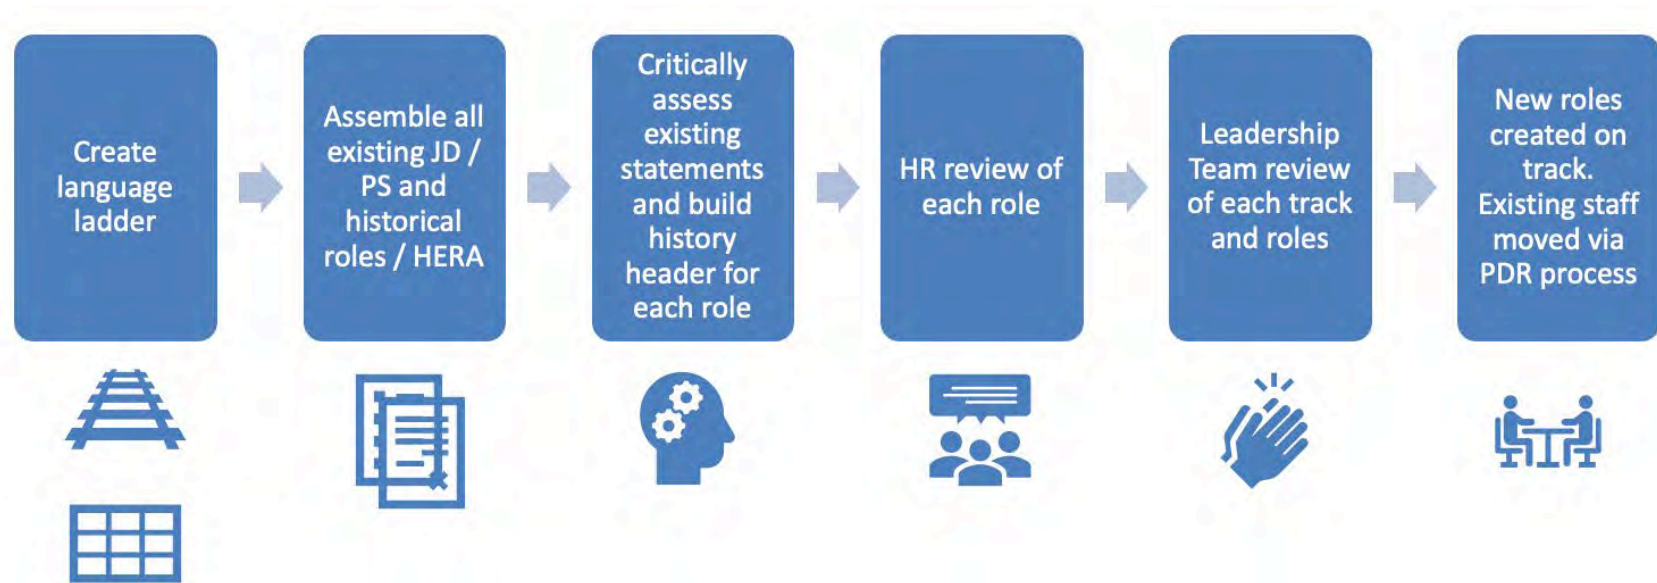 Create
language
ladder
Assemble all
existing JD /
PS and
historical
roles / HERA
Critically
assess
existing
statements
and build
history
header for
each role
HR review of
each role
Leadership
Team review
of each track
and roles
New roles
created on
track.
Existing staff
moved via
PDR process